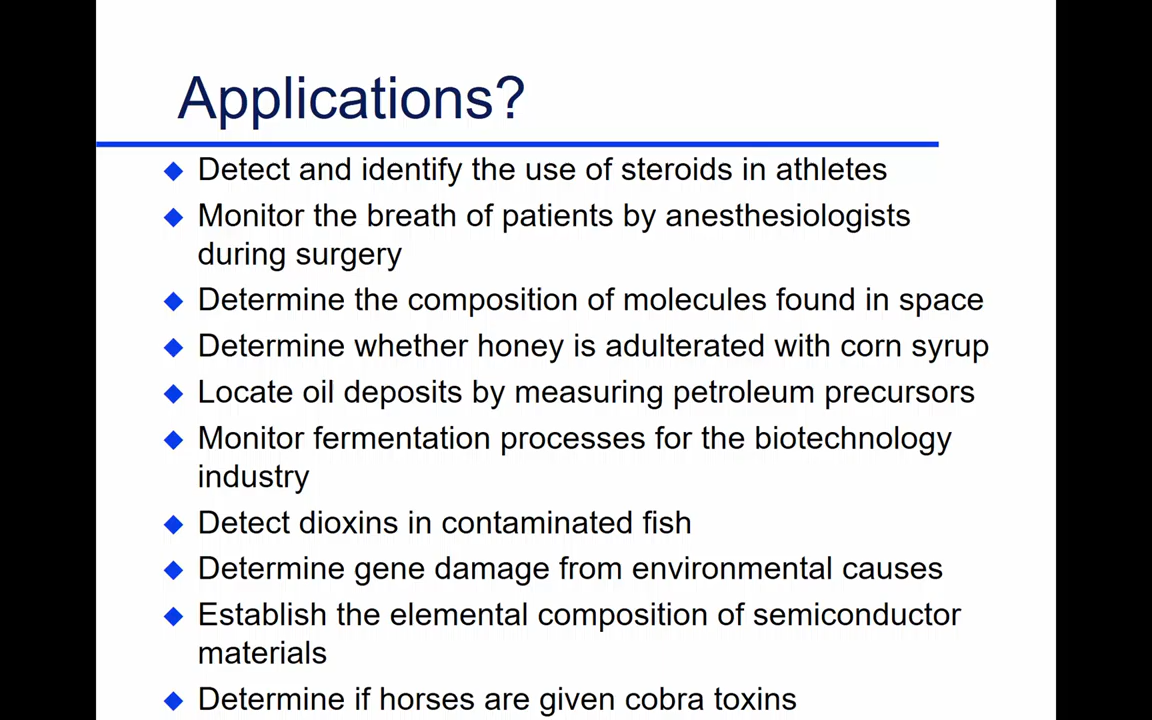 Applications?
Detect and identify the use of steroids in athletes
Monitor the breath of patients by anesthesiologists
during surgery
Determine the composition of molecules found in space
Determine whether honey is adulterated with corn syrup
Locate oil deposits by measuring petroleum precursors
Monitor fermentation processes for the biotechnology
industry
Detect dioxins in contaminated fish
Determine gene damage from environmental causes
Establish the elemental composition of semiconductor
materials
Determine if horses are given cobra toxins